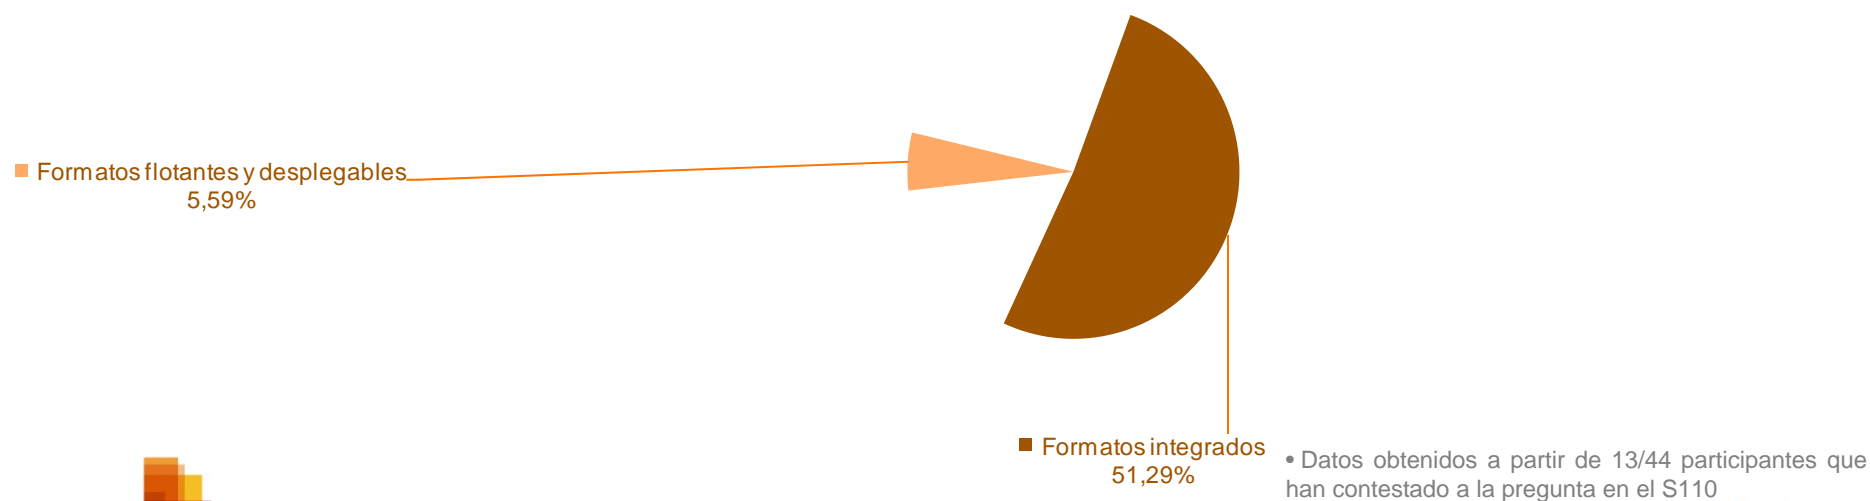 Formatos flotantes y desplegables
5,59%
Formatos integrados
51,29%
• Datos obtenidos a partir de 13/44 participantes que
han contestado a la pregunta en el S110